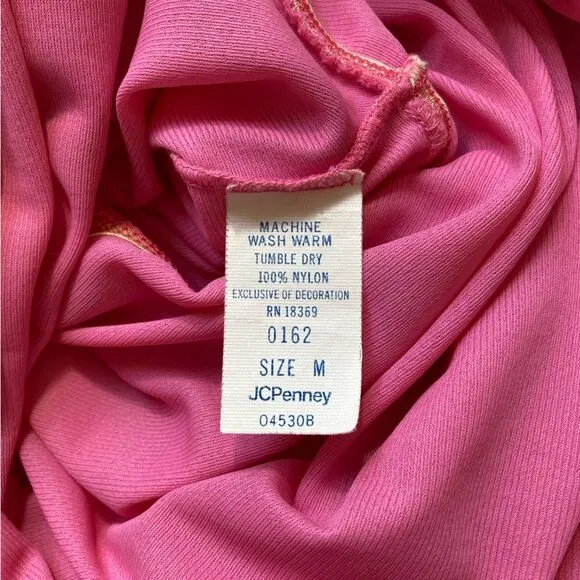 MACHINE
WASH WARM
TUMBLE DRY
100% NYLON
EXCLUSIVE OF DECORATION
RN 18369
0162
SIZE M
JCPenney
04530B